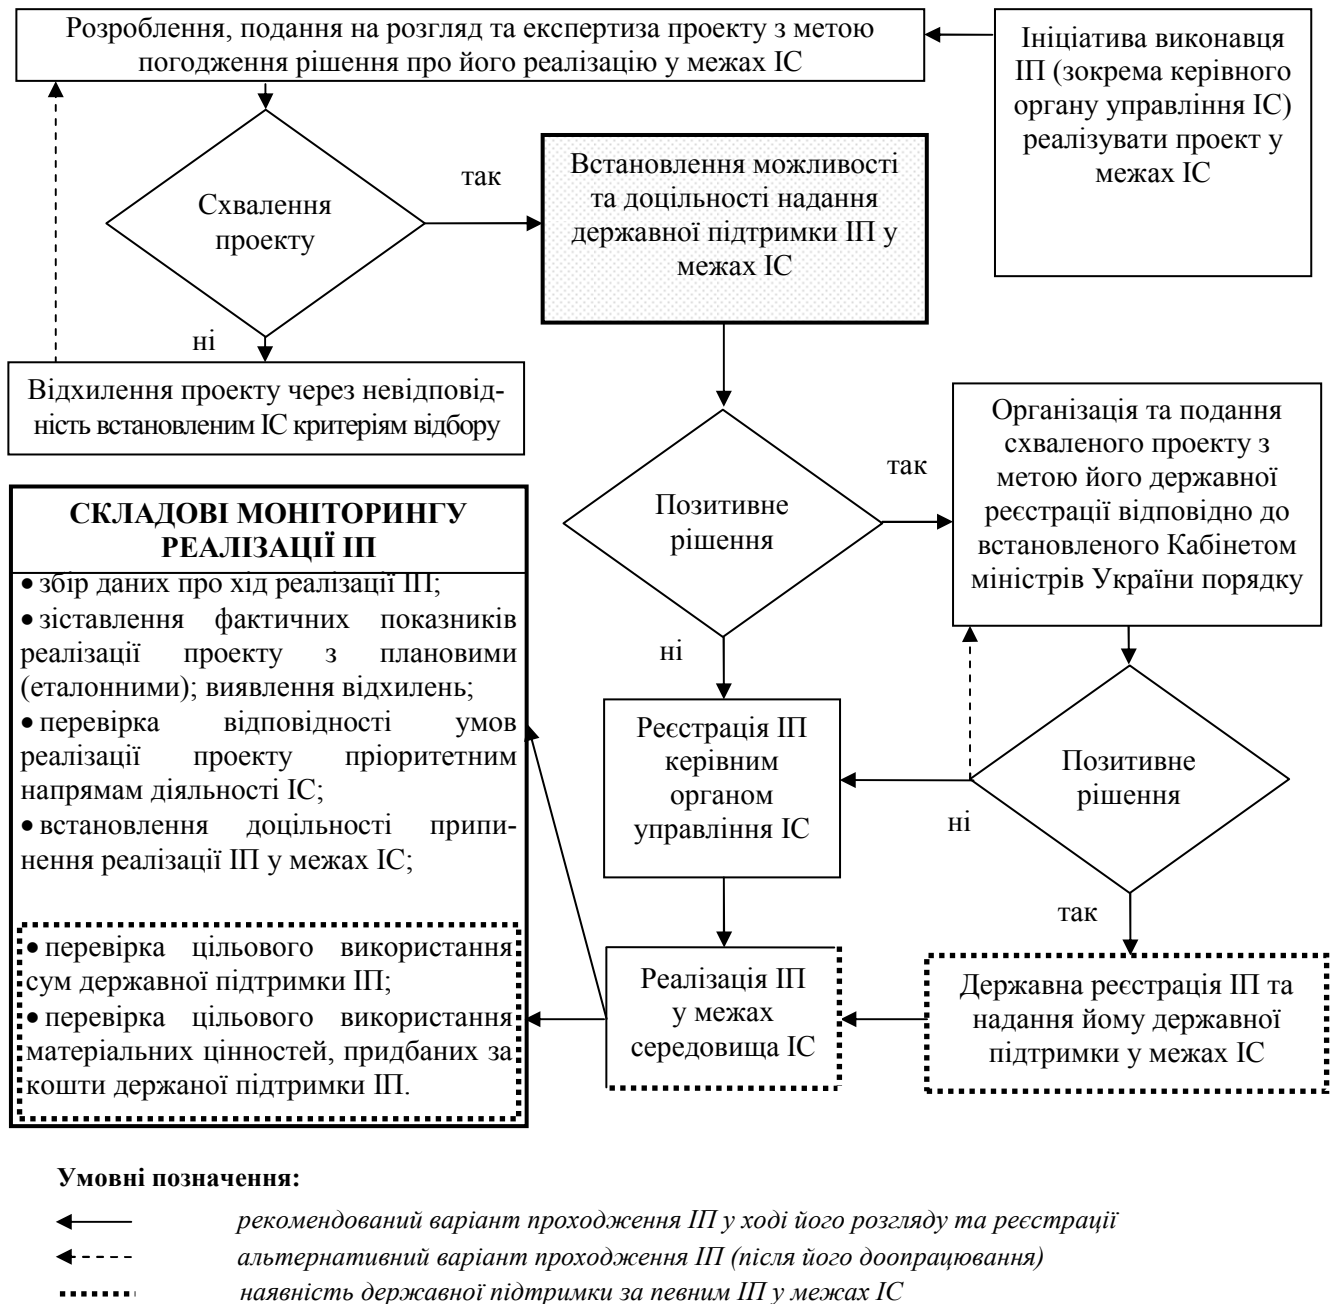 Розроблення, подання на розгляд та експертиза проекту з метою
погодження рішення про його реалізацію у межах ІС
Ініціатива виконавця
ІП (зокрема керівного
органу управління ІС)
реалізувати проект у
межах ІС
Схвалення
проекту
так
Встановлення можливості
та доцільності надання
державної підтримки ІП у
межах ІС
ні
Відхилення проекту через невідповід-
ність встановленим ІС критеріям відбору
Позитивне
рішення
так
Організація та подання
схваленого проекту з
метою його державної
реєстрації відповідно до
встановленого Кабінетом
міністрів України порядку
ні
Реєстрація ІП
керівним
органом
управління ІС
Позитивне
рішення
ні
так
Державна реєстрація ІП та
надання йому державної
підтримки у межах ІС
Реалізація ІП
у межах
середовища ІС
СКЛАДОВІ МОНІТОРИНГУ
РЕАЛІЗАЦІЇ ІП
• збір даних про хід реалізації ІП;
• зіставлення фактичних показників
реалізації проекту з плановими
(еталонними); виявлення відхилень;
• перевірка відповідності умов
реалізації проекту пріоритетним
напрямам діяльності ІС;
• встановлення доцільності припи-
нення реалізації ІП у межах ІС;
• перевірка цільового використання
сум державної підтримки ІП;
• перевірка цільового використання
матеріальних цінностей, придбаних за
кошти держаної підтримки ІП.
Умовні позначення:
рекомендований варіант проходження ІП у ході його розгляду та реєстрації
альтернативний варіант проходження ІП (після його доопрацювання)
наявність державної підтримки за певним ІП у межах ІС